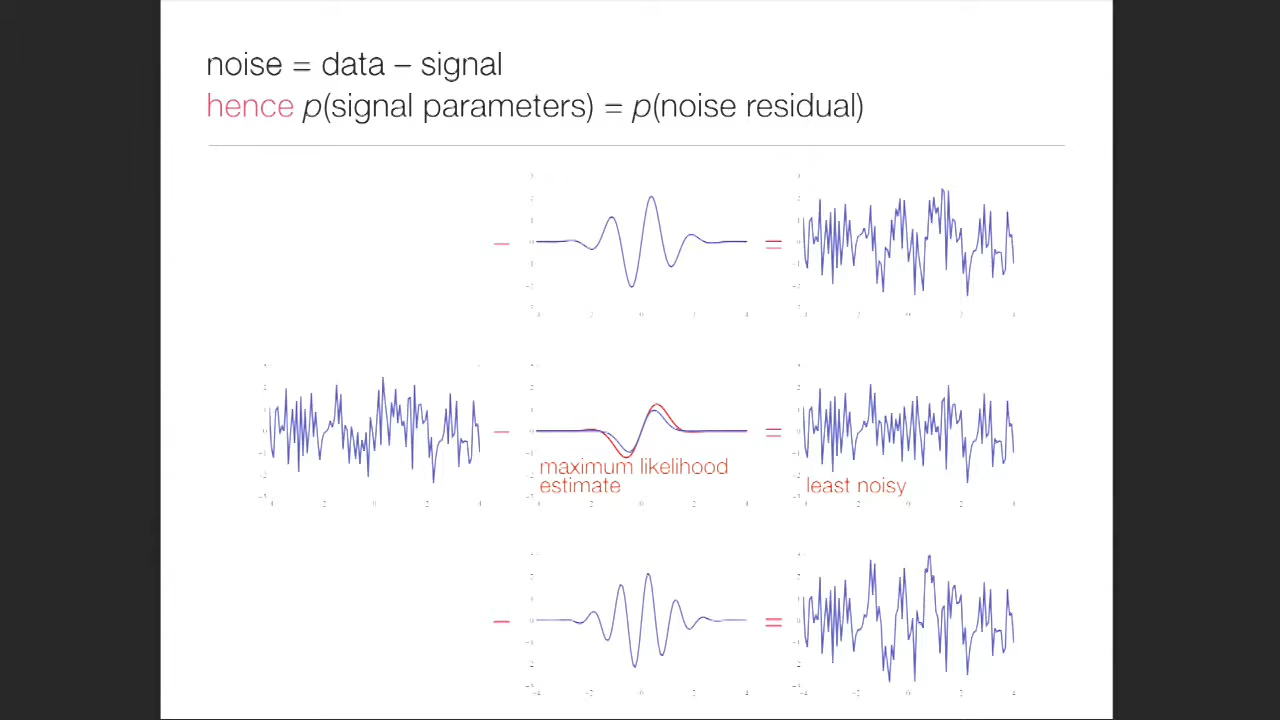 noise = data – signal
hence p(signal parameters) = p(noise residual)
–
=
–
=
maximum likelihood
estimate
least noisy
–
=